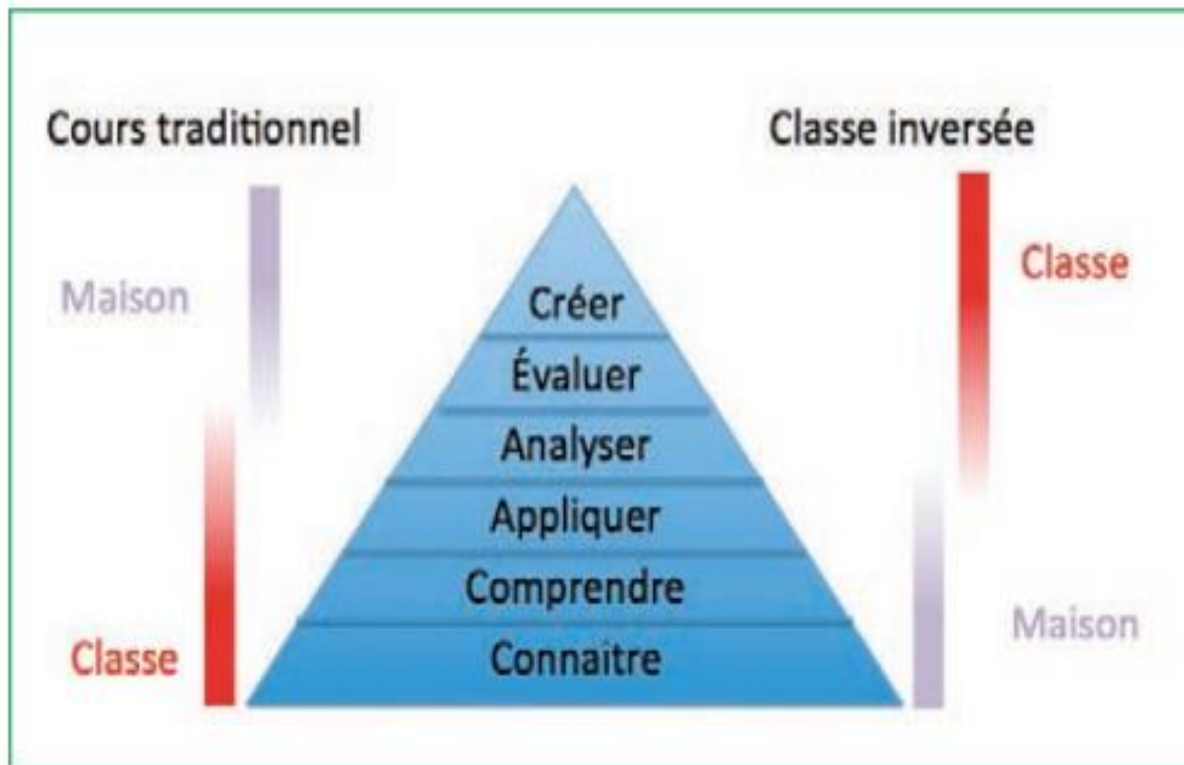 Cours traditionnel
Classe inversée
Classe
Maison
Créer
Évaluer
Analyser
Appliquer
Comprendre
Maison
Classe
Connaitre